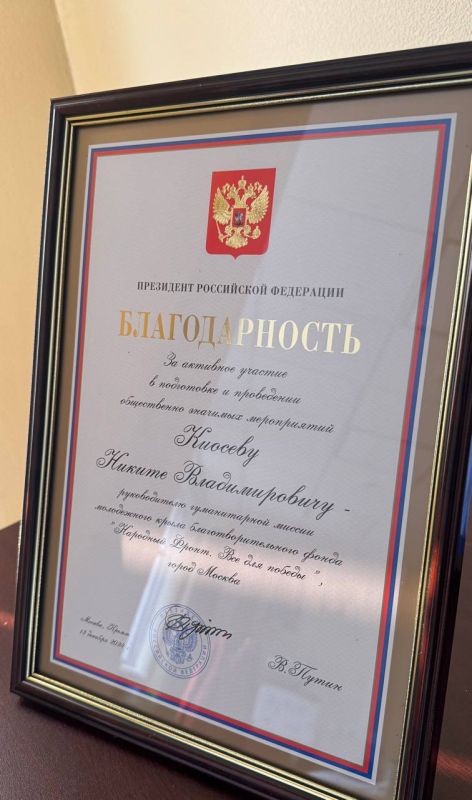 ПРЕЗИДЕНТ РОССИЙСКОЙ ФЕДЕРАЦИИ
БЛАГОДАРНОСТЬ
За активное участие
в подготовке и проведении
общественно значимых мероприятий
Киосеву
Никите Владимировичу -
руководителю гуманитарной миссии
молодежного крыла благотворительного фонда
"Народный Фронт. Все для победы",
город Москва
Москва,
декабря
В.Путин